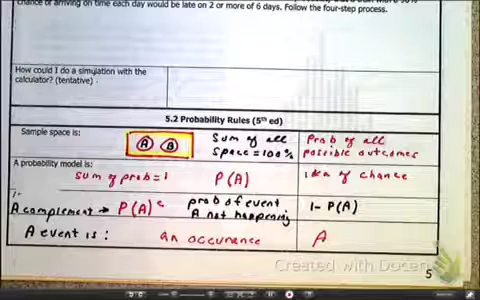 chance of arriving on time each day would be late on 2 or more of 6 days. Follow the four-step process.
How could I do a simulation with the
calculator? (tentative)
5.2 Probability Rules (5th ed)
Sample space is:
A B
Sum of all
space = 100%
Prob of all
possible outcomes
A probability model is:
sum of prob = 1
P(A)
idea of chance
1-
A complement → P(A)ᶜ
prob of event
A not happening
1- P(A)
A event is:
an occurance
A
Created with Docen
5